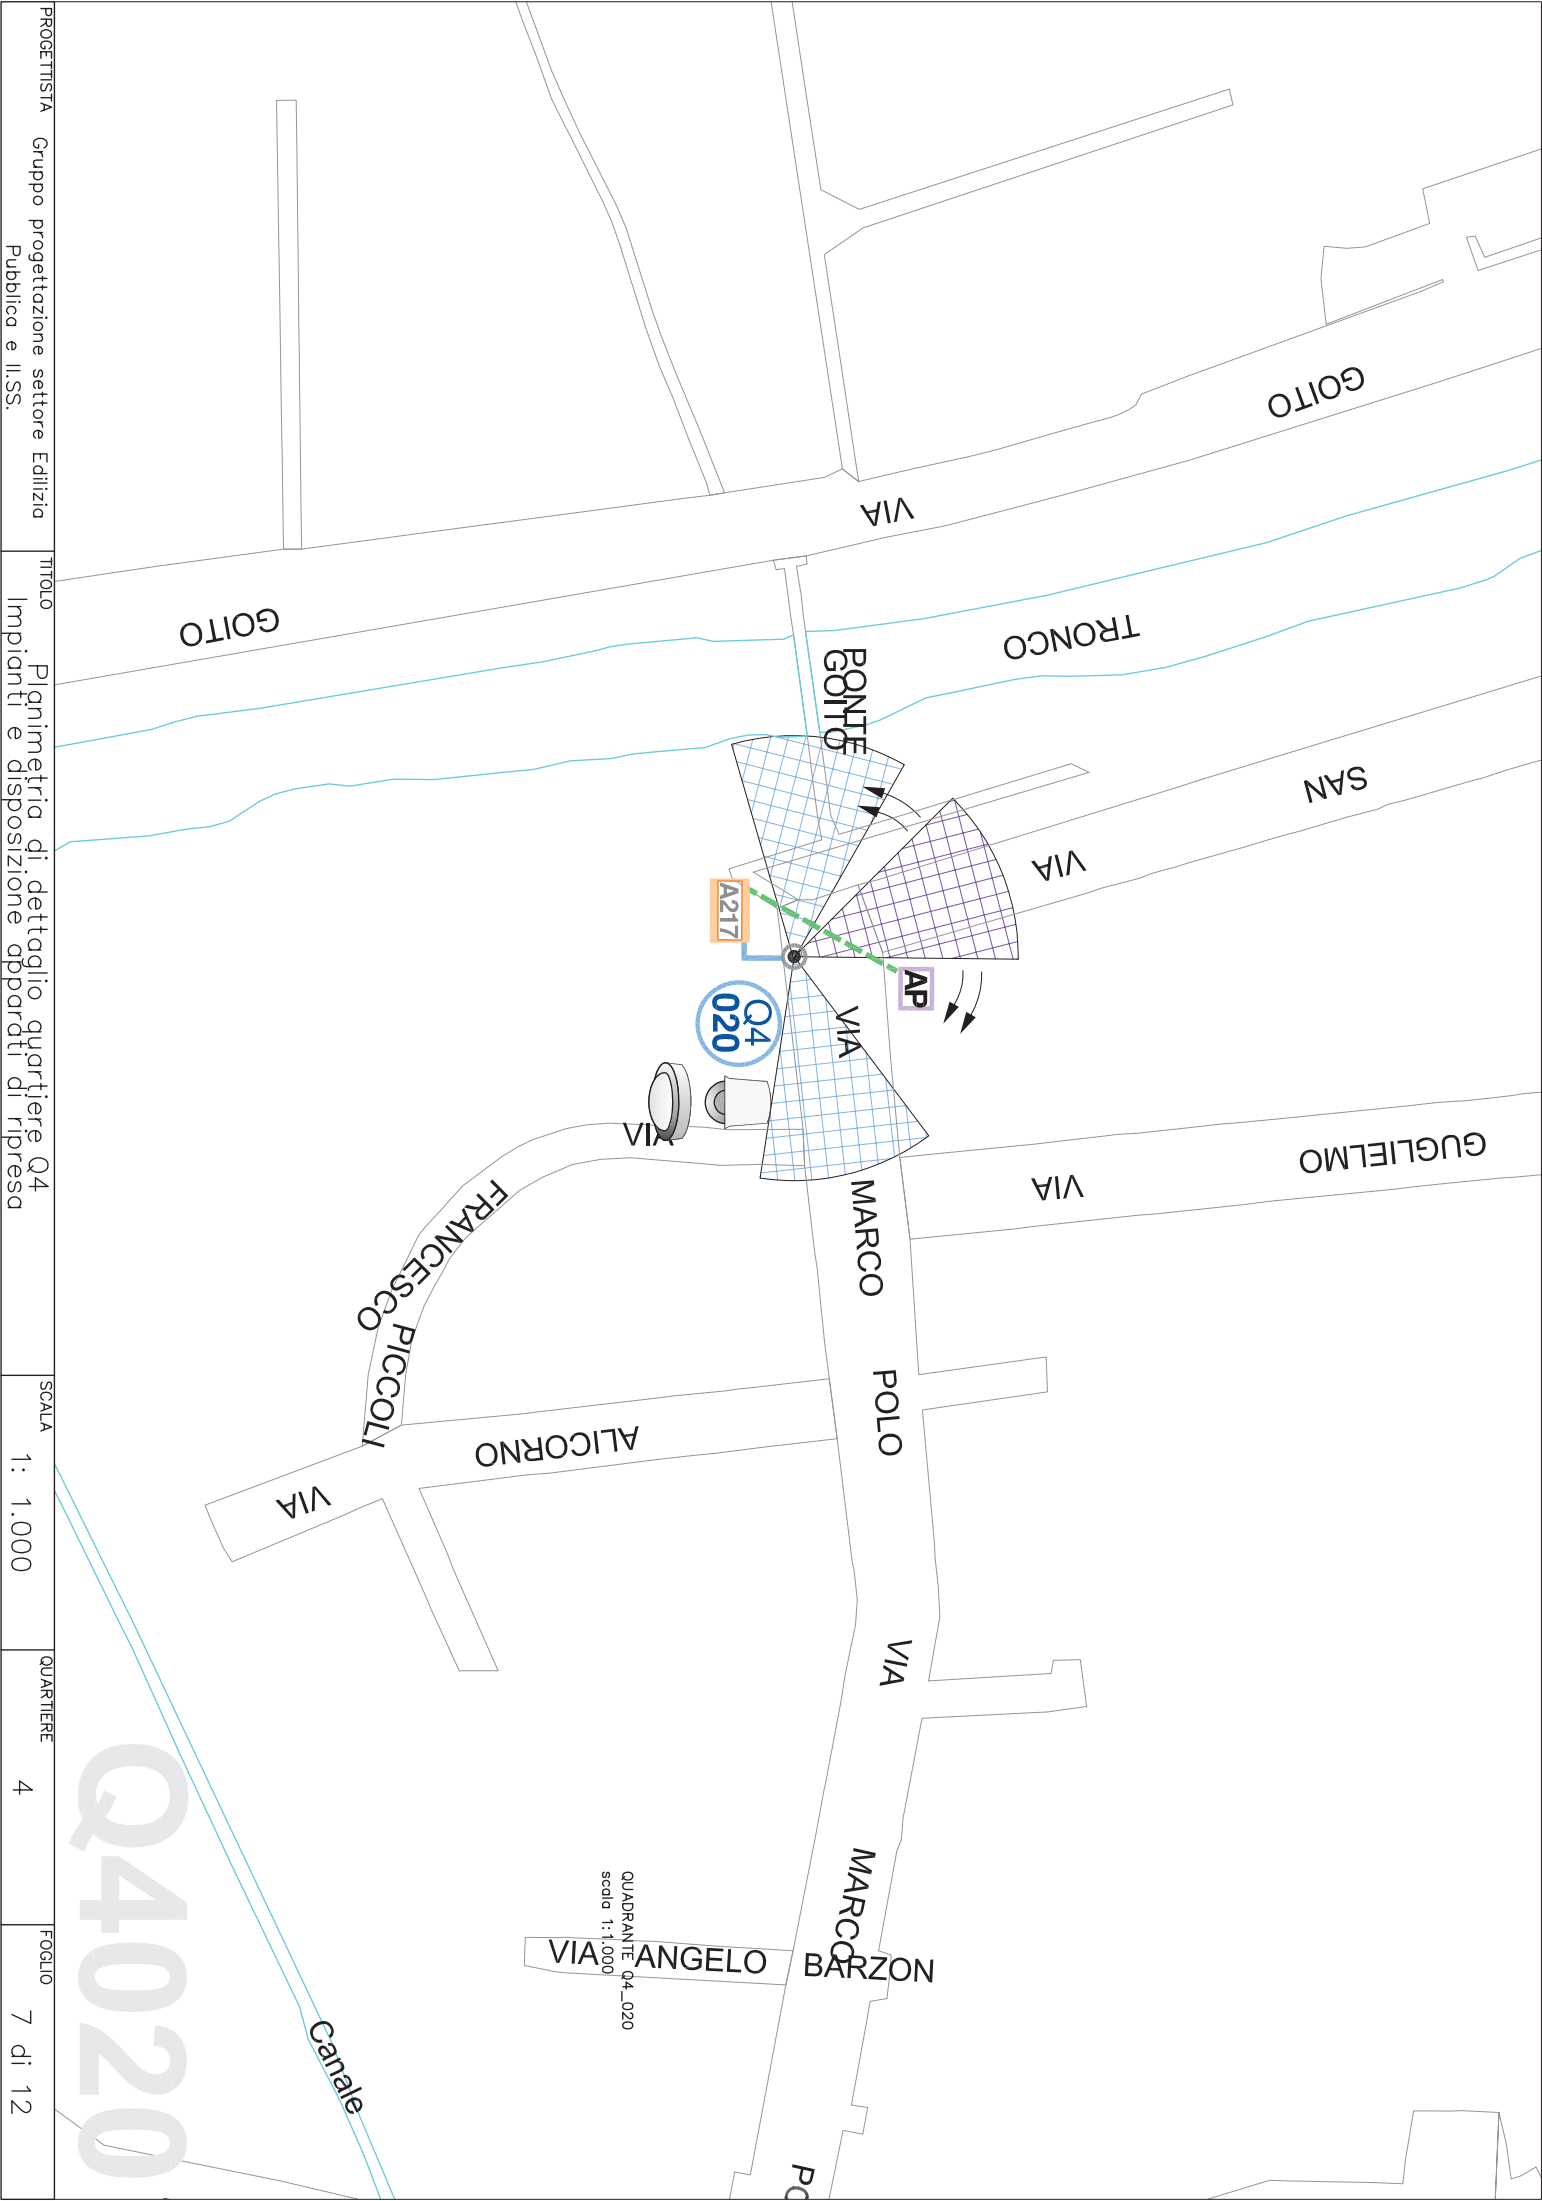 GOITO
VIA
GOITO
TRONCO
PONTE
GOITO
SAN
VIA
A217
AP
Q4
020
VIA
MARCO
POLO
GUGLIELMO
VIA
VIA
FRANCESCO
PICCOLI
ALICORNO
VIA
VIA
MARCO
VIA ANGELO BARZON
QUADRANTE Q4_020
scala 1:1.000
Canale
Q4020
PROGETTISTA
Gruppo progettazione settore Edilizia
Pubblica e II.SS.
TITOLO
Planimetria di dettaglio quartiere Q4
Impianti e disposizione apparati di ripresa
SCALA
1: 1.000
QUARTIERE
4
FOGLIO
7 di 12